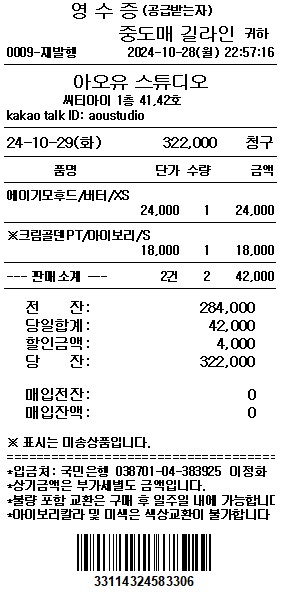 영 수 증 (공급받는자)
중도매 길라인 귀하
0009-재발행 2024-10-28(월) 22:57:16
아오유 스튜디오
씨티아이 1층 41,42호
kakao talk ID: aoustudio
24-10-29(화) 322,000 청구
품명 단가 수량 금액
에이기모후드/버터/XS
24,000 1 24,000
※크림골덴PT/아이보리/S
18,000 1 18,000
--- 판매소계 --- 2건 2 42,000
전 잔: 284,000
당일합계: 42,000
할인금액: 4,000
당 잔: 322,000
매입전잔: 0
매입잔액: 0
※ 표시는 미송상품입니다.
*입금처: 국민은행 038701-04-383925 이정화
*상기금액은 부가세별도 금액입니다.
*불량 포함 교환은 구매 후 일주일 내에 가능합니다
*아이보리칼라 및 미색은 색상교환이 불가합니다
33114324583306